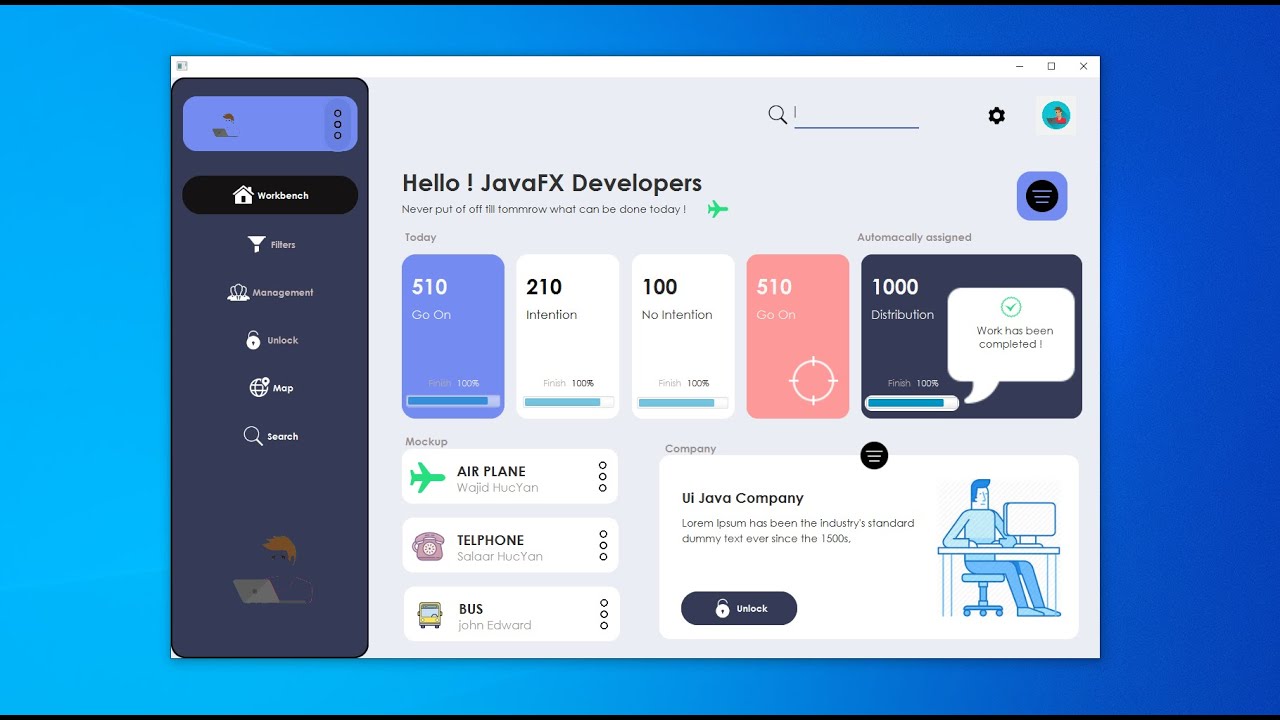 Workbench
Filters
Management
Unlock
Map
Search
Hello ! JavaFX Developers
Never put of off till tommrow what can be done today !
Today
Automacally assigned
510
Go On
Finish 100%
210
Intention
Finish 100%
100
No Intention
Finish 100%
510
Go On
1000
Distribution
Finish 100%
Work has been
completed !
Mockup
AIR PLANE
Wajid HucYan
TELPHONE
Salaar HucYan
BUS
john Edward
Company
Ui Java Company
Lorem Ipsum has been the industry's standard
dummy text ever since the 1500s,
Unlock